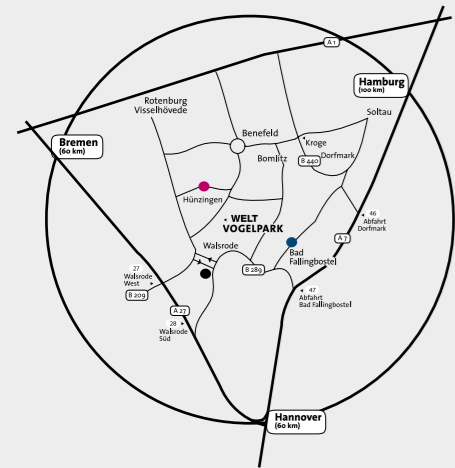 A 1
Hamburg
(100 km)
Rotenburg
Visselhövede
Soltau
Benefeld
Bremen
(60 km)
Kroge
Bomlitz
Dorfmark
B 440
Hünzingen
WELT
VOGELPARK
46
Abfahrt
Dorfmark
A 7
Walsrode
Bad
Fallingbostel
27
Walsrode
West
B 289
B 209
47
Abfahrt
Bad Fallingbostel
A 27
28
Walsrode
Süd
Hannover
(60 km)